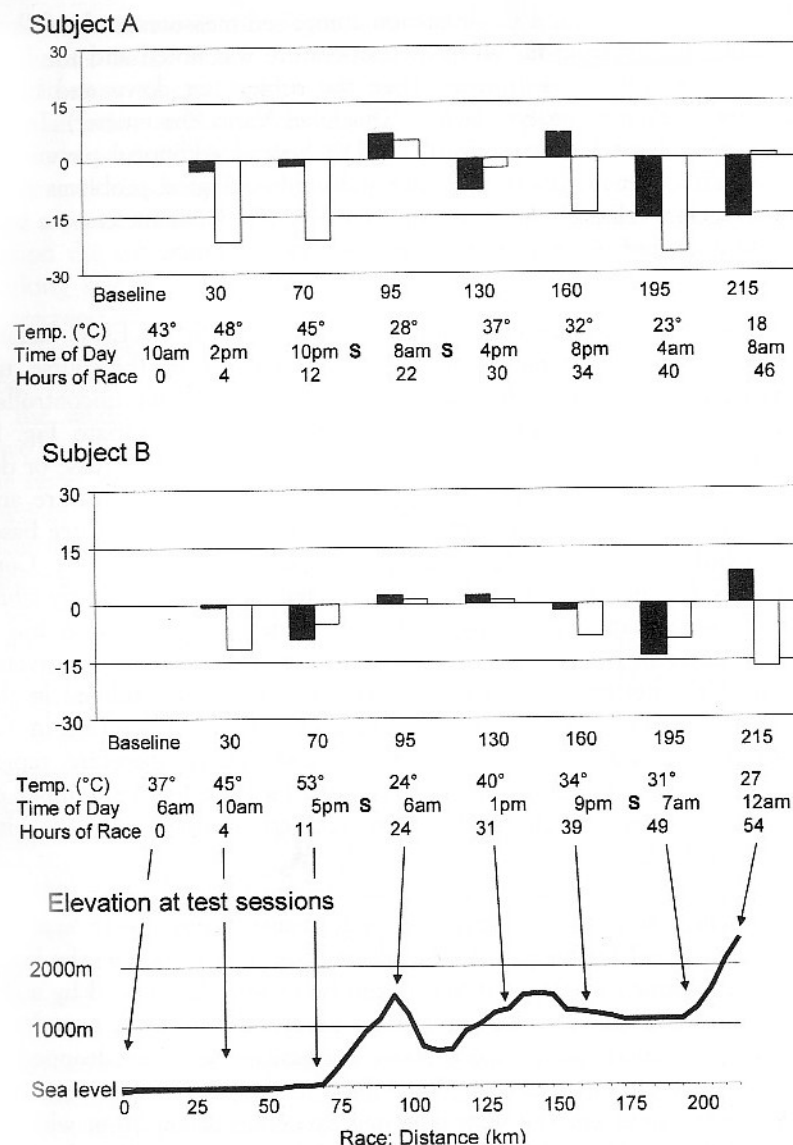 Subject A
30
15
0
-15
-30
Baseline 30 70 95 130 160 195 215
Temp. (°C) 43° 48° 45° 28° 37° 32° 23° 18
Time of Day 10am 2pm 10pm S 8am S 4pm 8pm 4am 8am
Hours of Race 0 4 12 22 30 34 40 46
Subject B
30
15
0
-15
-30
Baseline 30 70 95 130 160 195 215
Temp. (°C) 37° 45° 53° 24° 40° 34° 31° 27
Time of Day 6am 10am 5pm S 6am 1pm 9pm S 7am 12am
Hours of Race 0 4 11 24 31 39 49 54
Elevation at test sessions
2000m
1000m
Sea level
0 25 50 75 100 125 150 175 200
Race: Distance (km)